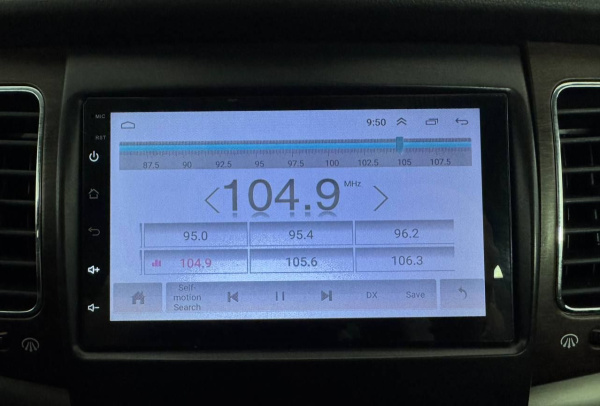 MIC
9:50
RET
87.5 90 92.5 95 97.5 100 102.5 105 107.5
104.9 MHz
95.0 95.4 96.2
104.9 105.6 106.3
Self-
motion DX Save
Search